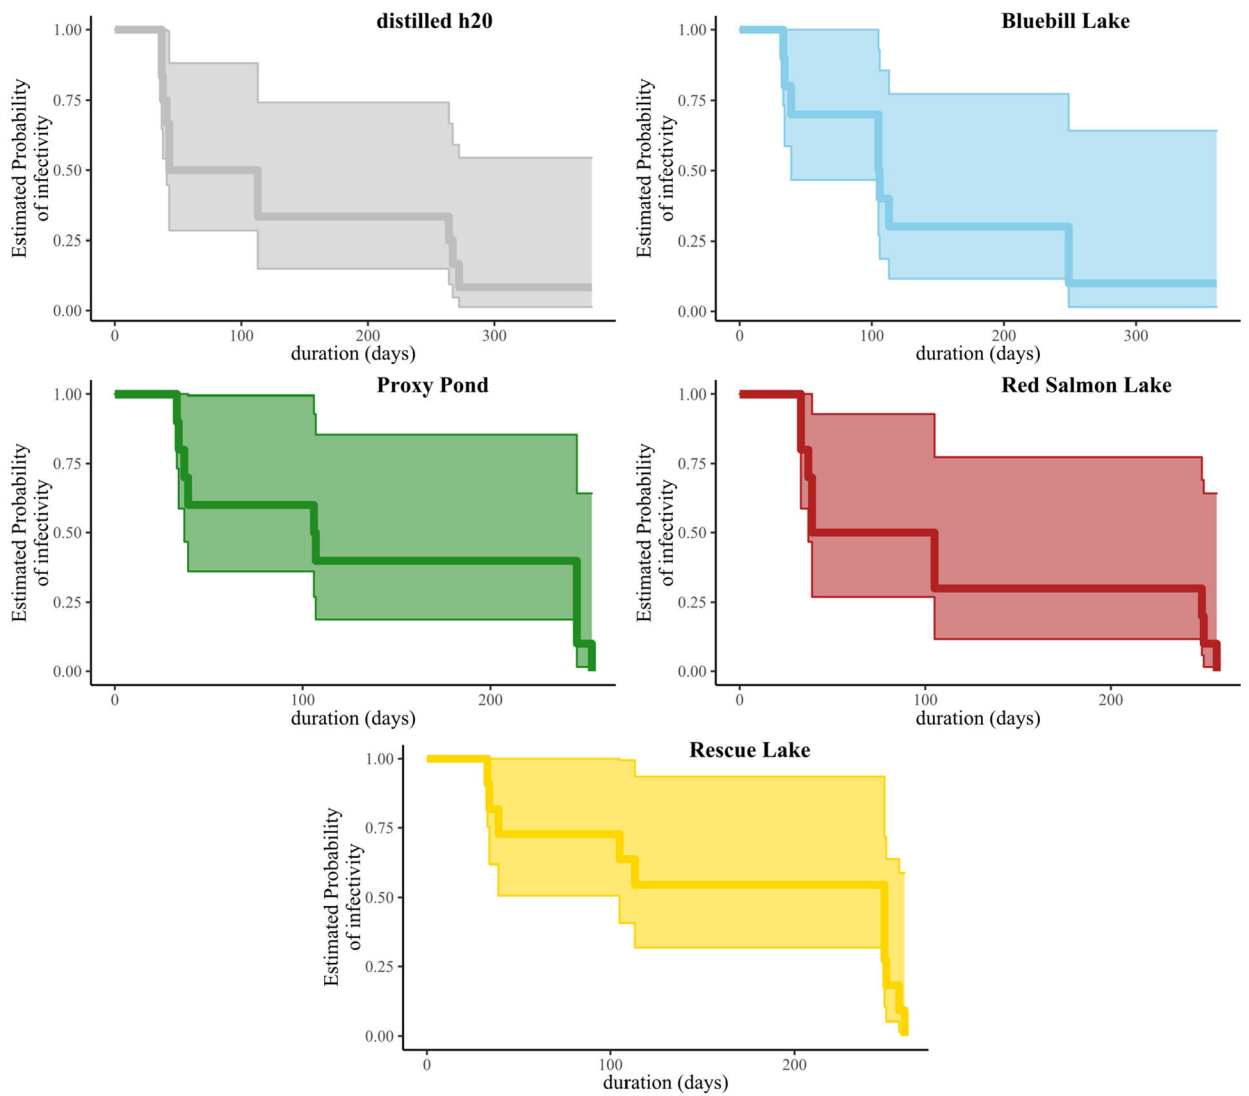 distilled h20
Estimated Probability
of infectivity
1.00
0.75
0.50
0.25
0.00
0 100 200 300
duration (days)
Bluebill Lake
Estimated Probability
of infectivity
1.00
0.75
0.50
0.25
0.00
0 100 200 300
duration (days)
Proxy Pond
Estimated Probability
of infectivity
1.00
0.75
0.50
0.25
0.00
0 100 200
duration (days)
Red Salmon Lake
Estimated Probability
of infectivity
1.00
0.75
0.50
0.25
0.00
0 100 200
duration (days)
Rescue Lake
Estimated Probability
of infectivity
1.00
0.75
0.50
0.25
0.00
0 100 200
duration (days)